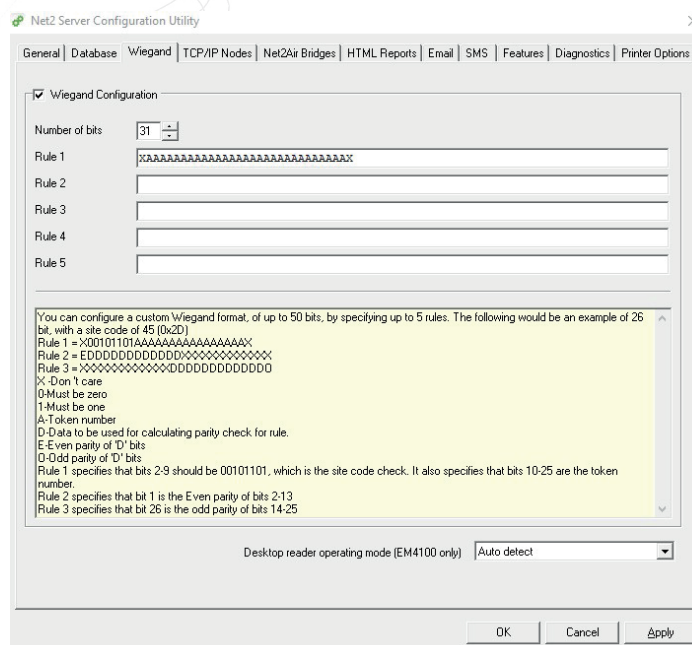 Net2 Server Configuration Utility
General Database Wiegand TCP/IP Nodes Net2Air Bridges HTML Reports Email SMS Features Diagnostics Printer Options
Wiegand Configuration
Number of bits 31
Rule 1 XAAAAAAAAAAAAAAAAAAAAAAAAAAAAAX
Rule 2
Rule 3
Rule 4
Rule 5
You can configure a custom Wiegand format, of up to 50 bits, by specifying up to 5 rules. The following would be an example of 26
bit, with a site code of 45 (0x2D)
Rule 1 = X00101101AAAAAAAAAAAAAAAAX
Rule 2 = EDDDDDDDDDDDDXXXXXXXXXXXXX
Rule 3 = XXXXXXXXXXXXXDDDDDDDDDDDDO
X -Don 't care
0-Must be zero
1-Must be one
A-Token number
D-Data to be used for calculating parity check for rule.
E-Even parity of 'D' bits
O-Odd parity of 'D' bits
Rule 1 specifies that bits 2-9 should be 00101101, which is the site code check. It also specifies that bits 10-25 are the token
number.
Rule 2 specifies that bit 1 is the Even parity of bits 2-13
Rule 3 specifies that bit 26 is the odd parity of bits 14-25
Desktop reader operating mode (EM4100 only) Auto detect
OK Cancel Apply